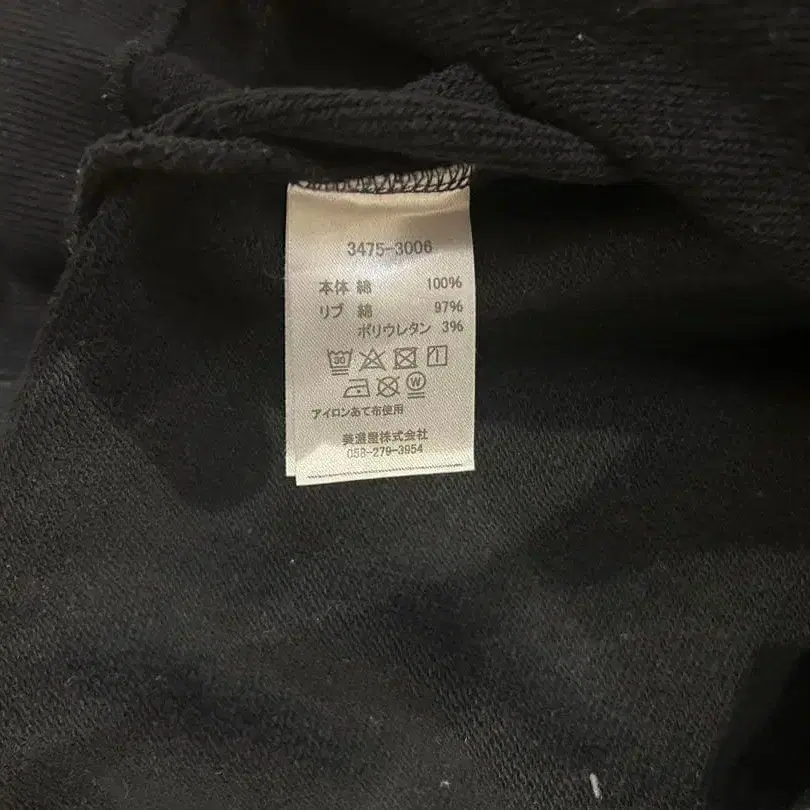 3475-3006
本体 綿 100%
リブ 綿 97%
ポリウレタン 3%
30
W
アイロンあて布使用
美濃屋株式会社
058-279-3954